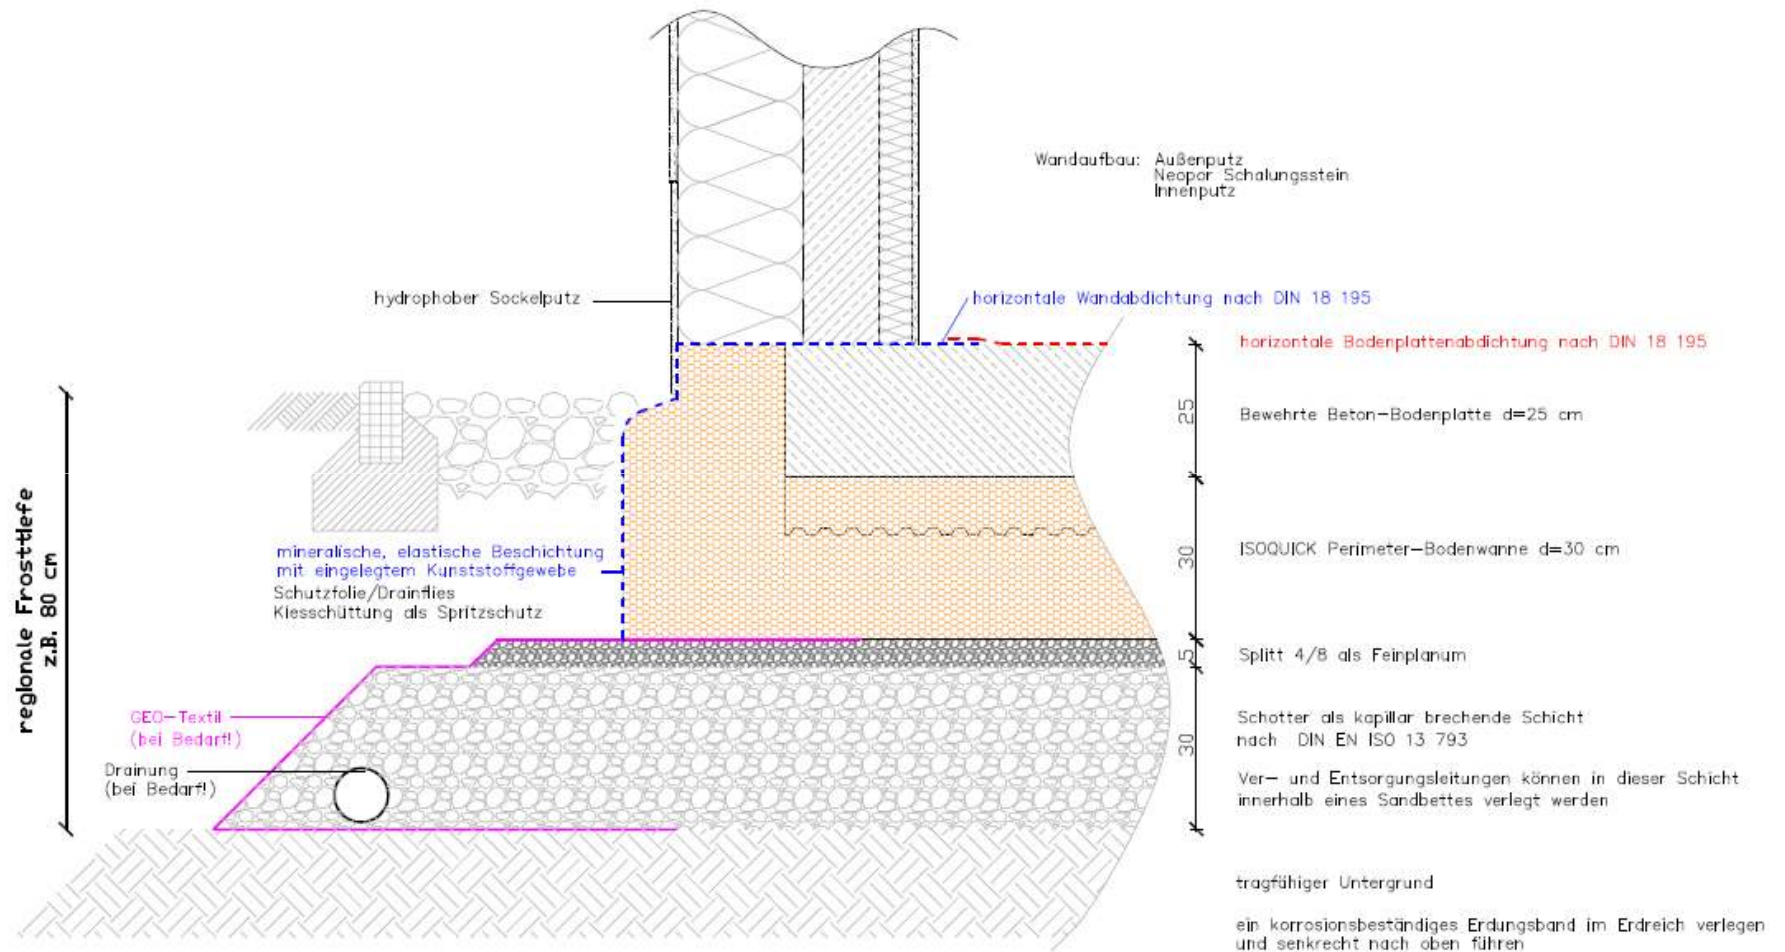 Wandaufbau: Außenputz
Neopor Schalungsstein
Innenputz
hydrophober Sockelputz
horizontale Wandabdichtung nach DIN 18 195
horizontale Bodenplattenabdichtung nach DIN 18 195
25
Bewehrte Beton-Bodenplatte d=25 cm
regionale Frosttiefe
z.B. 80 cm
mineralische, elastische Beschichtung
mit eingelegtem Kunststoffgewebe
Schutzfolie/Drainflies
Kiesschüttung als Spritzschutz
30
ISOQUICK Perimeter-Bodenwanne d=30 cm
5
Splitt 4/8 als Feinplanum
GEO-Textil
(bei Bedarf!)
Drainung
(bei Bedarf!)
30
Schotter als kapillar brechende Schicht
nach DIN EN ISO 13 793
Ver- und Entsorgungsleitungen können in dieser Schicht
innerhalb eines Sandbettes verlegt werden
tragfähiger Untergrund
ein korrosionsbeständiges Erdungsband im Erdreich verlegen
und senkrecht nach oben führen